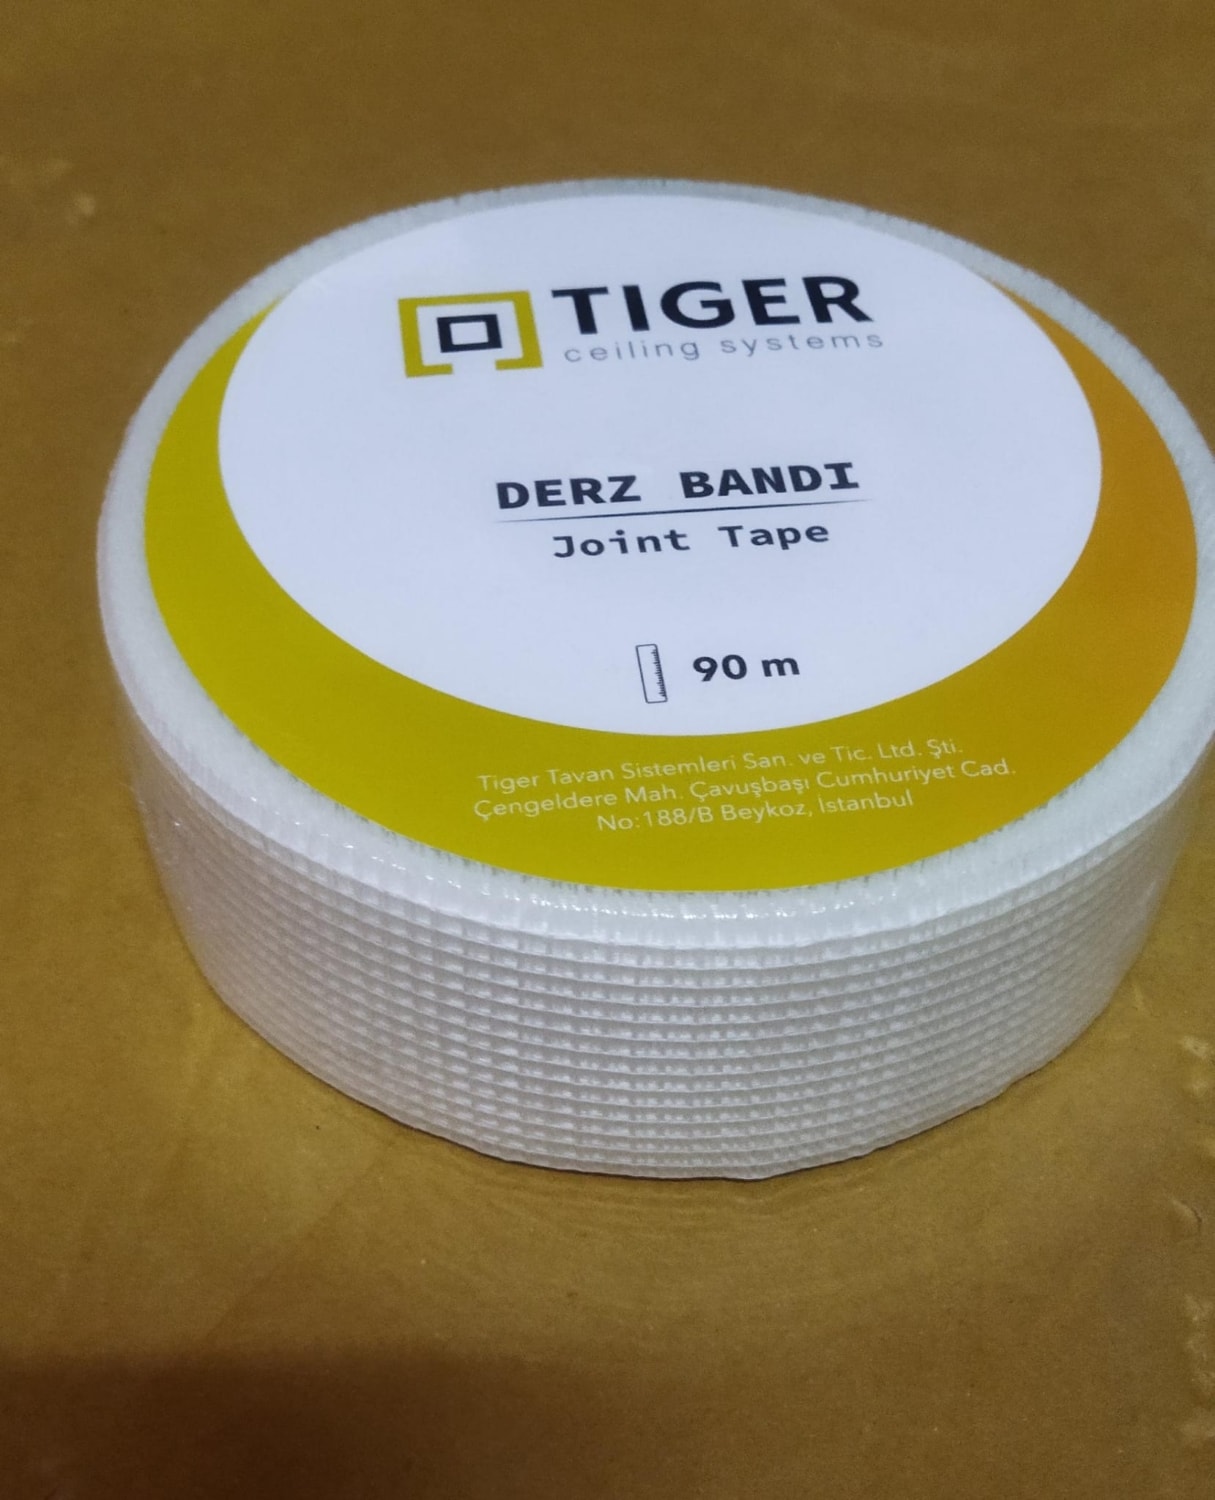 TIGER
ceiling systems
DERZ BANDI
Joint Tape
90 m
Tiger Tavan Sistemleri San. ve Tic. Ltd. Şti.
Çengeldere Mah. Çavuşbaşı Cumhuriyet Cad.
No:188/B Beykoz, İstanbul